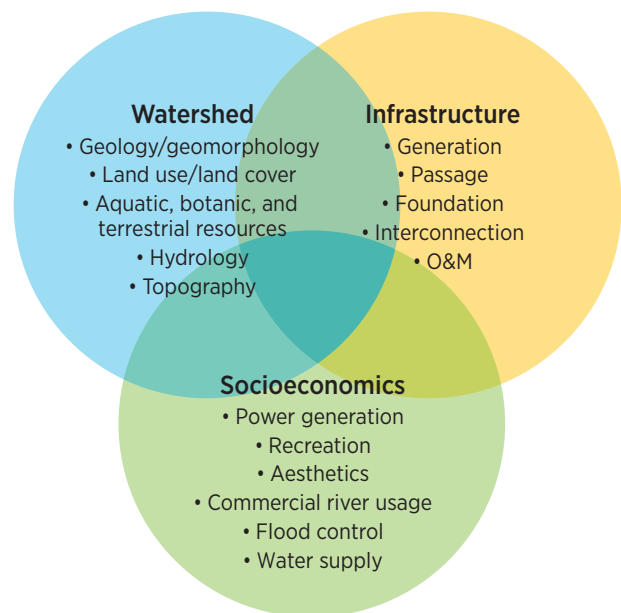 Watershed
• Geology/geomorphology
• Land use/land cover
• Aquatic, botanic, and
terrestrial resources
• Hydrology
• Topography
Infrastructure
• Generation
• Passage
• Foundation
• Interconnection
• O&M
Socioeconomics
• Power generation
• Recreation
• Aesthetics
• Commercial river usage
• Flood control
• Water supply